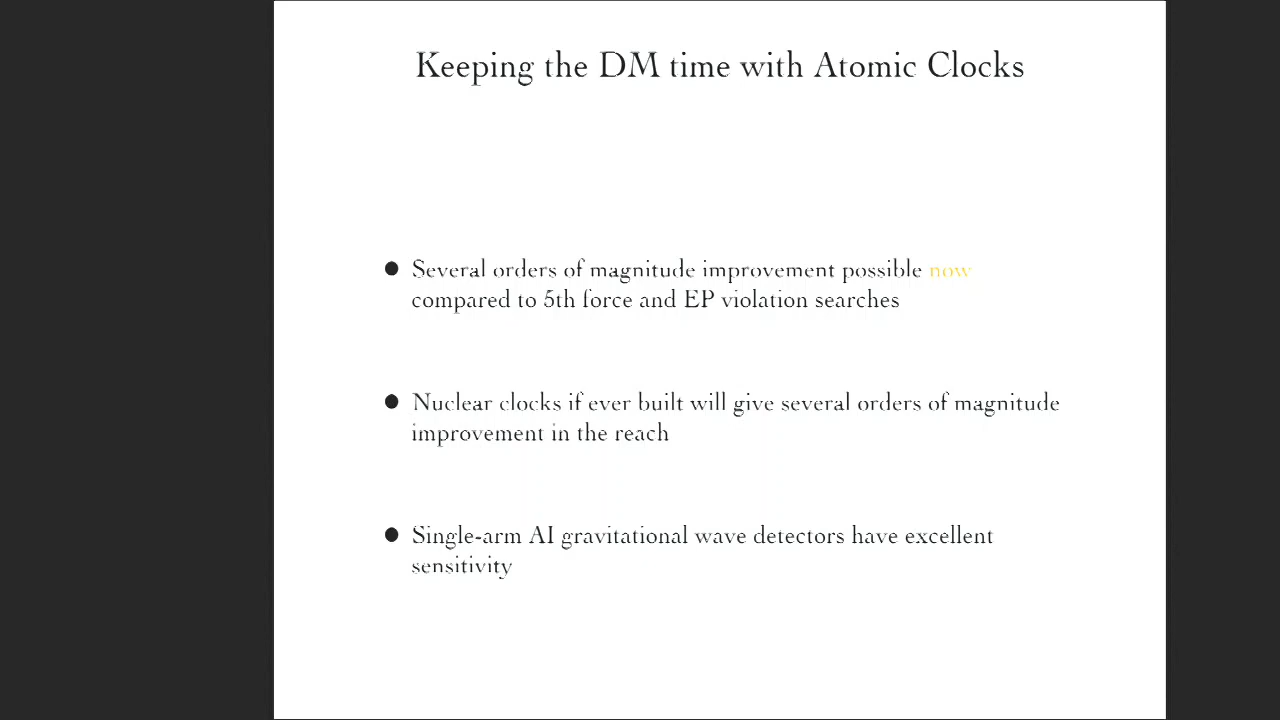 Keeping the DM time with Atomic Clocks
● Several orders of magnitude improvement possible now
compared to 5th force and EP violation searches
● Nuclear clocks if ever built will give several orders of magnitude
improvement in the reach
● Single-arm AI gravitational wave detectors have excellent
sensitivity